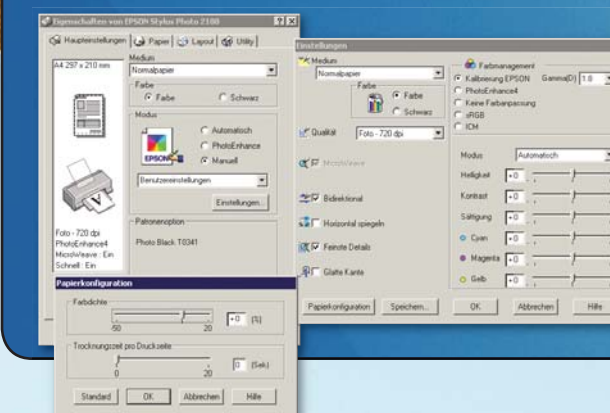 Eigenschaften von EPSON Stylus Photo 2100
Haupteinstellungen Papier Layout Utility
A4 297 x 210 mm
Medium
Normalpapier
Farbe
Farbe Schwarz
Modus
EPSON
Automatisch
PhotoEnhance
Manuell
Benutzereinstellungen
Einstellungen...
Patronenoption
Photo Black T0341
Foto - 720 dpi
PhotoEnhance4
MicroWeave : Ein
Schnell : Ein
Papierkonfiguration
Farbdichte
-50 20 +0 (%)
Trocknungszeit pro Druckseite
0 20 0 (Sek)
Standard OK Abbrechen Hilfe
Einstellungen
Medium
Normalpapier
Farbe
Farbe
Schwarz
Qualität Foto - 720 dpi
MicroWeave
Bidirektional
Horizontal spiegeln
Feinste Details
Glatte Kante
Papierkonfiguration Speichern...
Farbmanagement
Kalibrierung EPSON Gamma(D) 1.8
PhotoEnhance4
Keine Farbanpassung
sRGB
ICM
Modus Automatisch
Helligkeit +0
Kontrast +0
Sättigung +0
Cyan +0
Magenta +0
Gelb +0
OK Abbrechen Hilfe